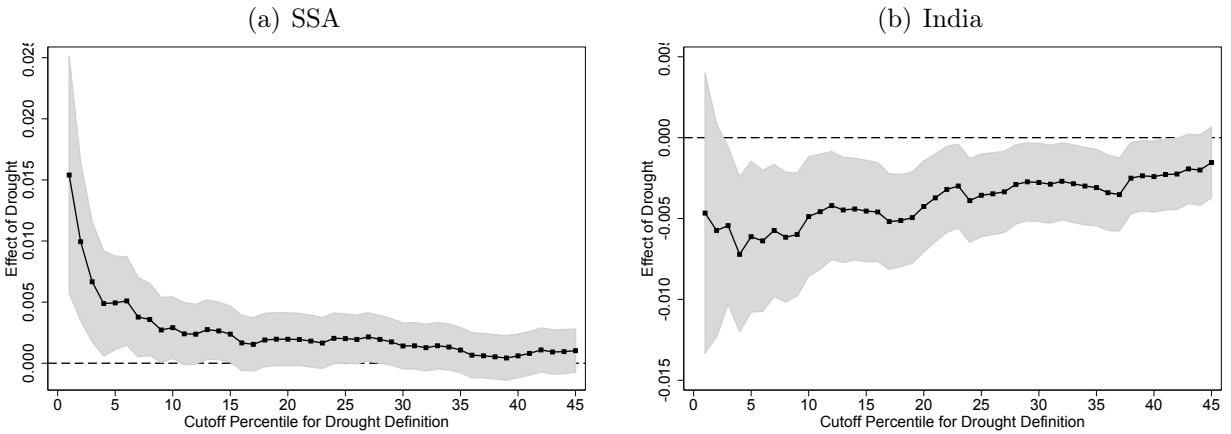 (a) SSA
Effect of Drought
0.000 0.005 0.010 0.015 0.020 0.025
0 5 10 15 20 25 30 35 40 45
Cutoff Percentile for Drought Definition
(b) India
Effect of Drought
-0.015 -0.010 -0.005 0.000 0.005
0 5 10 15 20 25 30 35 40 45
Cutoff Percentile for Drought Definition